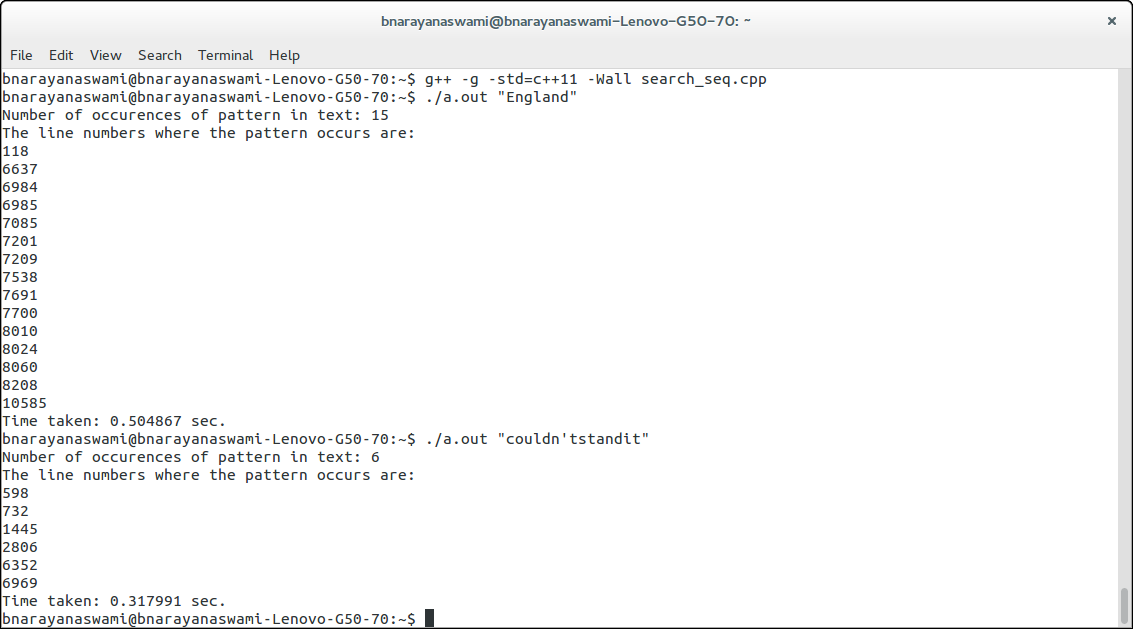 bnarayanaswami@bnarayanaswami-Lenovo-G50-70: ~
File Edit View Search Terminal Help
bnarayanaswami@bnarayanaswami-Lenovo-G50-70:~$ g++ -g -std=c++11 -Wall search_seq.cpp
bnarayanaswami@bnarayanaswami-Lenovo-G50-70:~$ ./a.out "England"
Number of occurences of pattern in text: 15
The line numbers where the pattern occurs are:
118
6637
6984
6985
7085
7201
7209
7538
7691
7700
8010
8024
8060
8208
10585
Time taken: 0.504867 sec.
bnarayanaswami@bnarayanaswami-Lenovo-G50-70:~$ ./a.out "couldn'tstandit"
Number of occurences of pattern in text: 6
The line numbers where the pattern occurs are:
598
732
1445
2806
6352
6969
Time taken: 0.317991 sec.
bnarayanaswami@bnarayanaswami-Lenovo-G50-70:~$